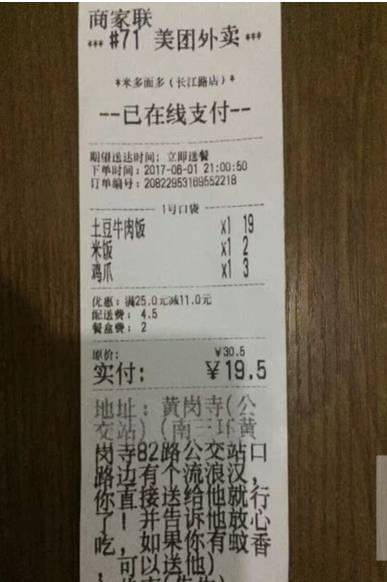 商家联
*** #71 美团外卖 ***
*米多面多(长江路店)*
--已在线支付--
期望送达时间: 立即送餐
下单时间: 2017-06-01 21:00:50
订单编号: 20822953169552218
1号口袋
土豆牛肉饭 x1 19
米饭 x1 2
鸡爪 x1 3
优惠: 满25.0元减11.0元
配送费: 4.5
餐盒费: 2
原价: ¥30.5
实付: ¥19.5
地址: 黄岗寺(公
交站) (南三环黄
岗寺82路公交站口
路边有个流浪汉,
你直接送给他就行
了! 并告诉他放心
吃, 如果你有蚊香
, 可以送他)